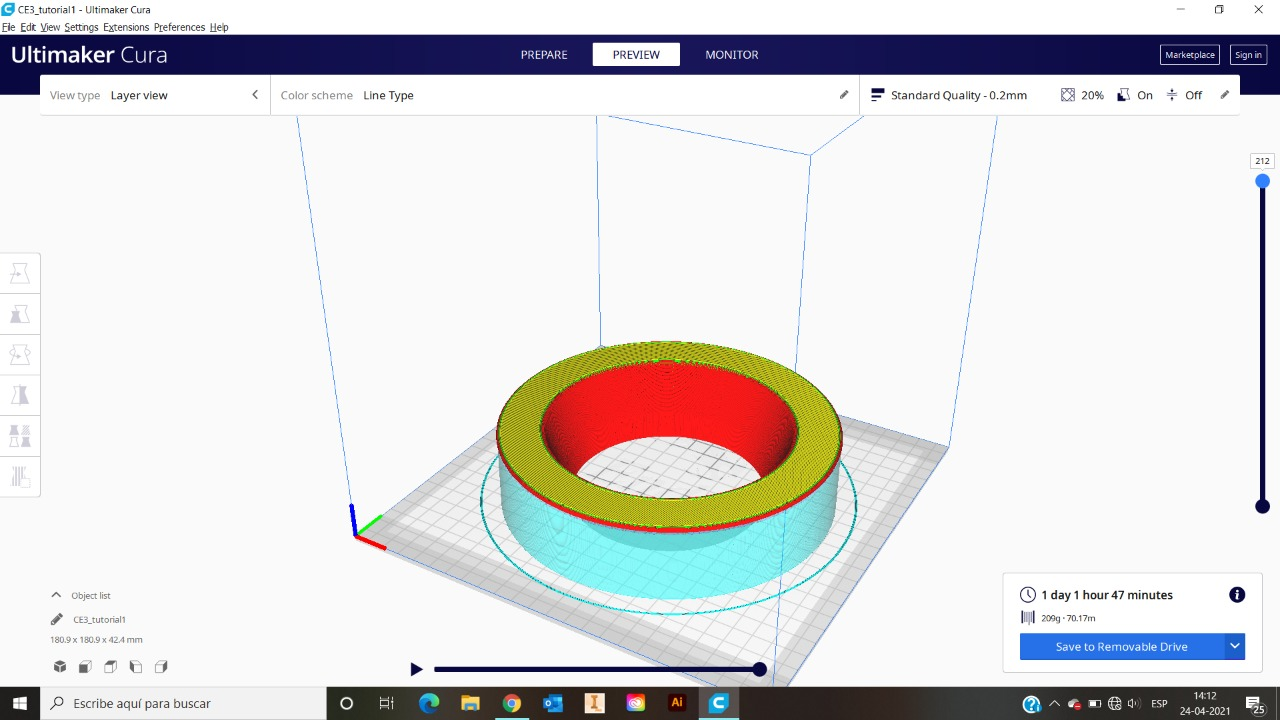 CE3_tutorial1 - Ultimaker Cura
File Edit View Settings Extensions Preferences Help
Ultimaker Cura
PREPARE
PREVIEW
MONITOR
Marketplace
Sign in
View type Layer view
Color scheme Line Type
Standard Quality - 0.2mm
20%
On
Off
212
Object list
CE3_tutorial1
180.9 x 180.9 x 42.4 mm
1 day 1 hour 47 minutes
209g · 70.17m
Save to Removable Drive
Escribe aquí para buscar
Ai
ESP
14:12
24-04-2021
25